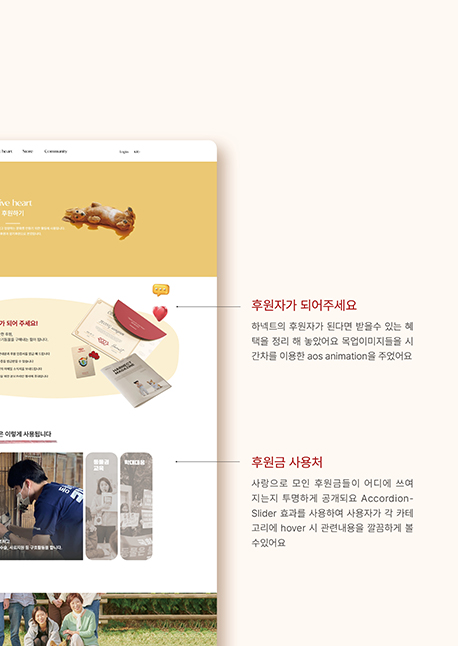 Store
Community
Login
ive heart
후원하기
후원자가 되어주세요
하넥트의 후원자가 된다면 받을수 있는 혜
택을 정리 해 놓았어요 목업이미지들을 시
간차를 이용한 aos animation을 주었어요
가 되어 주세요!
은 이렇게 사용됩니다
동물권
교육
학대대응
후원금 사용처
사랑으로 모인 후원금들이 어디에 쓰여
지는지 투명하게 공개되요 Accordion-
Slider 효과를 사용하여 사용자가 각 카테
고리에 hover 시 관련내용을 깔끔하게 볼
수있어요